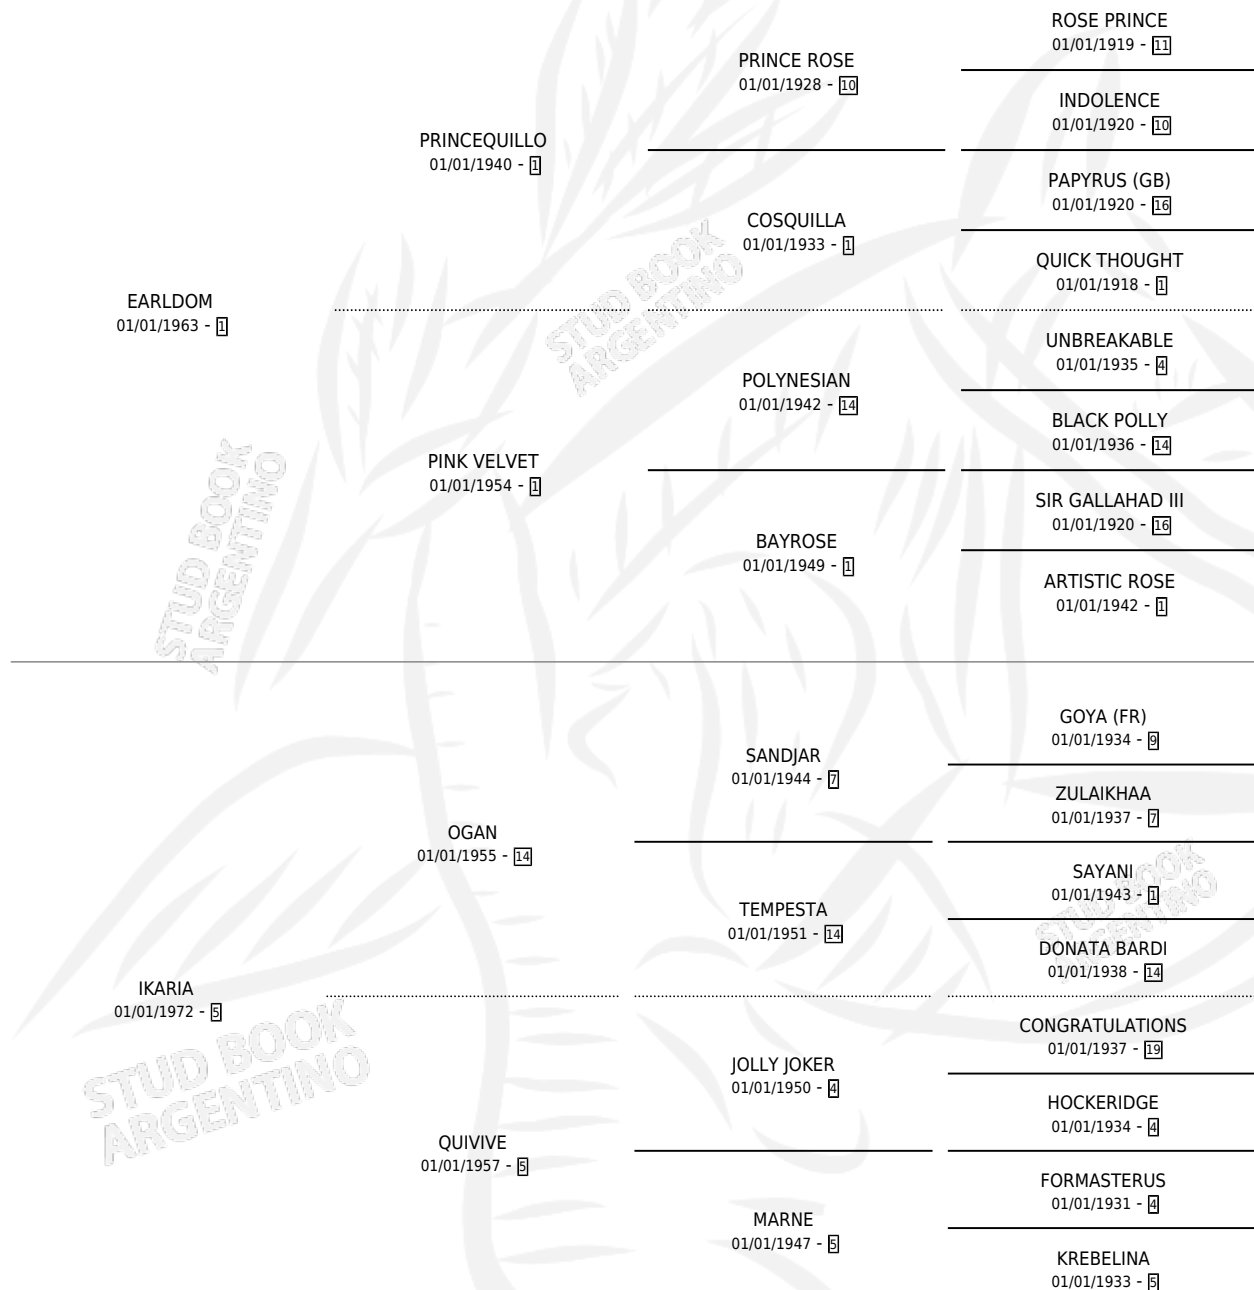 ROSE PRINCE
01/01/1919 - 11
PRINCE ROSE
01/01/1928 - 10
INDOLENCE
01/01/1920 - 10
PRINCEQUILLO
01/01/1940 - 1
PAPYRUS (GB)
01/01/1920 - 16
COSQUILLA
01/01/1933 - 1
QUICK THOUGHT
01/01/1918 - 1
EARLDOM
01/01/1963 - 1
UNBREAKABLE
01/01/1935 - 4
POLYNESIAN
01/01/1942 - 14
BLACK POLLY
01/01/1936 - 14
PINK VELVET
01/01/1954 - 1
SIR GALLAHAD III
01/01/1920 - 16
BAYROSE
01/01/1949 - 1
ARTISTIC ROSE
01/01/1942 - 1
GOYA (FR)
01/01/1934 - 9
SANDJAR
01/01/1944 - 7
ZULAIKHAA
01/01/1937 - 7
OGAN
01/01/1955 - 14
SAYANI
01/01/1943 - 1
TEMPESTA
01/01/1951 - 14
DONATA BARDI
01/01/1938 - 14
IKARIA
01/01/1972 - 5
CONGRATULATIONS
01/01/1937 - 19
JOLLY JOKER
01/01/1950 - 4
HOCKERIDGE
01/01/1934 - 4
QUIVIVE
01/01/1957 - 5
FORMASTERUS
01/01/1931 - 4
MARNE
01/01/1947 - 5
KREBELINA
01/01/1933 - 5
STUD BOOK
ARGENTINO
STUD BOOK
ARGENTINO
STUD BOOK
ARGENTINO
STUD BOOK
ARGENTINO